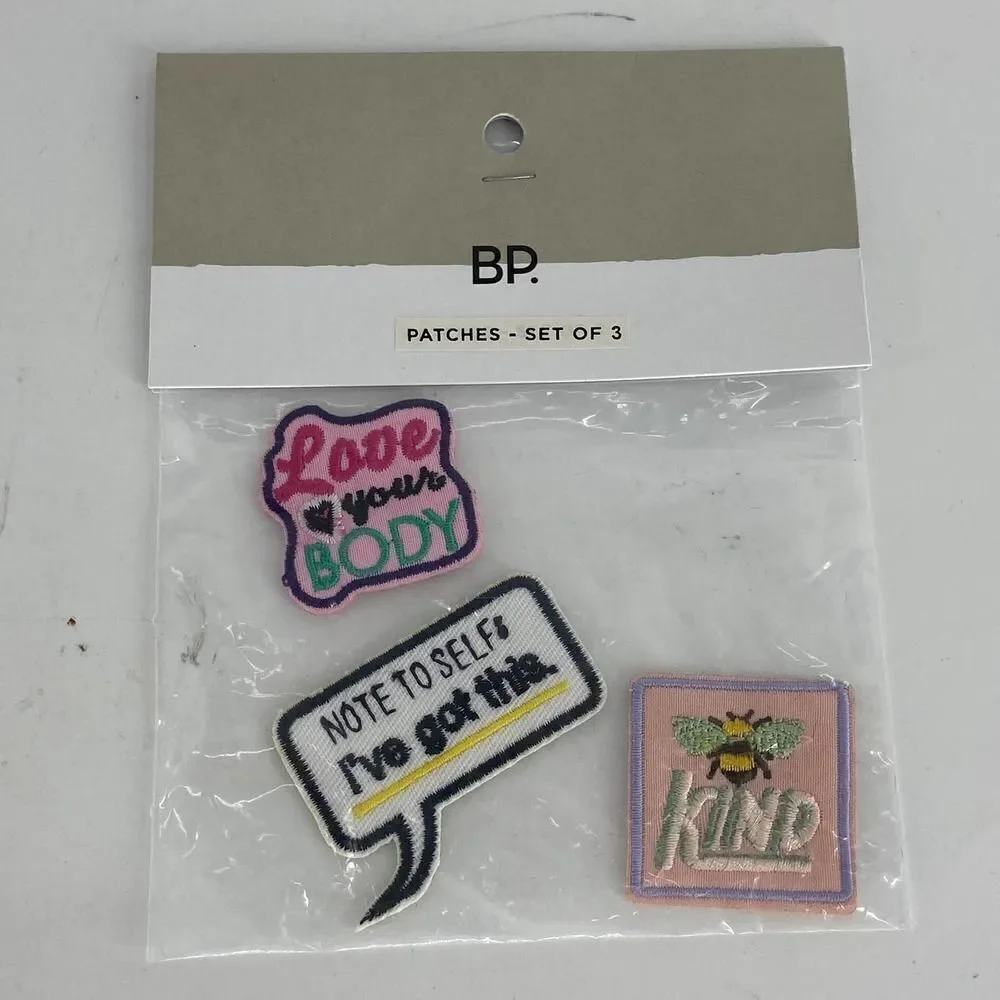 BP.
PATCHES - SET OF 3
Love
your
BODY
NOTE TO SELF:
I've got this.
KIND